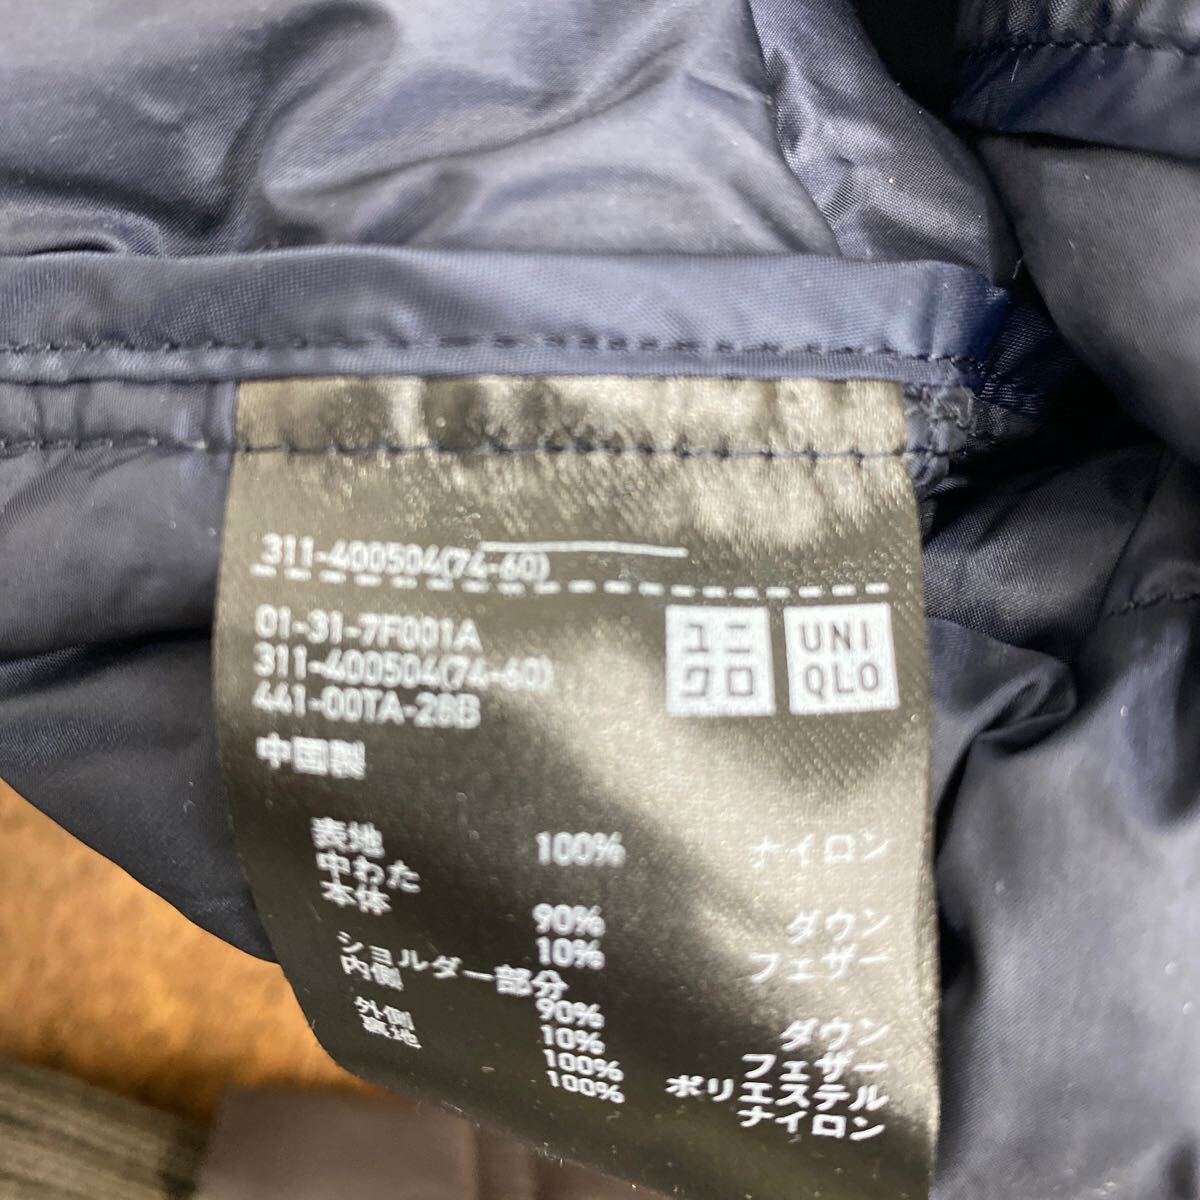 311-400504(74-60)
01-31-7F001A
311-400504(74-60)
441-00TA-28B
ユニ
クロ
UNI
QLO
中国製
表地 100% ナイロン
中わた
本体 90% ダウン
10% フェザー
ショルダー部分
内側 90% ダウン
10% フェザー
外側 100% ポリエステル
裏地 100% ナイロン